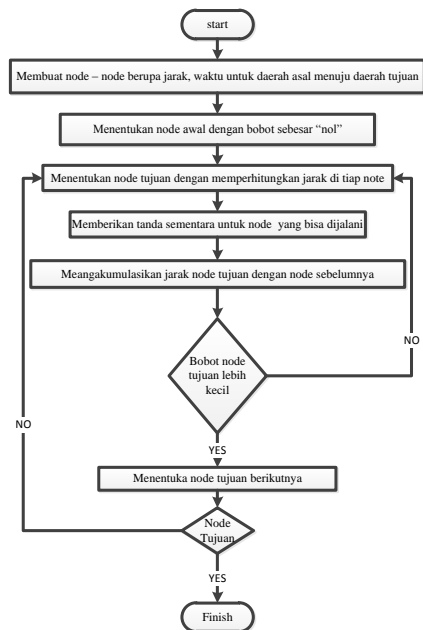 start
Membuat node – node berupa jarak, waktu untuk daerah asal menuju daerah tujuan
Menentukan node awal dengan bobot sebesar “nol”
Menentukan node tujuan dengan memperhitungkan jarak di tiap note
Memberikan tanda sementara untuk node yang bisa dijalani
Meangakumulasikan jarak node tujuan dengan node sebelumnya
Bobot node
tujuan lebih
kecil
NO
NO
YES
Menentuka node tujuan berikutnya
Node
Tujuan
YES
Finish